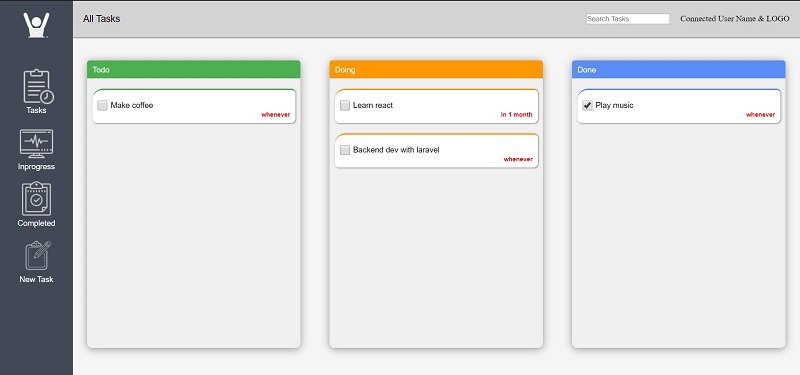 All Tasks
Search Tasks
Connected User Name & LOGO
Tasks
Inprogress
Completed
New Task
Todo
Make coffee
whenever
Doing
Learn react
in 1 month
Backend dev with laravel
whenever
Done
Play music
whenever